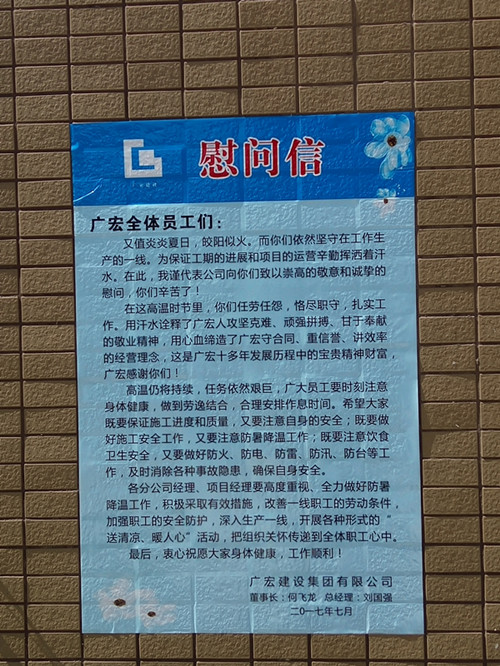 慰问信
广宏全体员工们：
又值炎炎夏日，皎阳似火。而你们依然坚守在工作生
产的一线。为保证工期的进展和项目的运营辛勤挥洒着汗
水。在此，我谨代表公司向你们致以崇高的敬意和诚挚的
慰问，你们辛苦了！
在这高温时节里，你们任劳任怨，恪尽职守，扎实工
作。用汗水诠释了广宏人攻坚克难、顽强拼搏、甘于奉献
的敬业精神，用心血缔造了广宏守合同、重信誉、讲效率
的经营理念，这是广宏十多年发展历程中的宝贵精神财富，
广宏感谢你们！
高温仍将持续，任务依然艰巨，广大员工要时刻注意
身体健康，做到劳逸结合，合理安排作息时间。希望大家
既要保证施工进度和质量，又要注意自身的安全；既要做
好施工安全工作，又要注意防暑降温工作；既要注意饮食
卫生安全，又要做好防火、防电、防雷、防汛、防台等工
作，及时消除各种事故隐患，确保自身安全。
各分公司经理、项目经理要高度重视、全力做好防暑
降温工作，积极采取有效措施，改善一线职工的劳动条件，
加强职工的安全防护，深入生产一线，开展各种形式的“
送清凉、暖人心”活动，把组织关怀传递到全体职工心中。
最后，衷心祝愿大家身体健康，工作顺利！
广宏建设集团有限公司
董事长：何飞龙 总经理：刘国强
二〇一七年七月